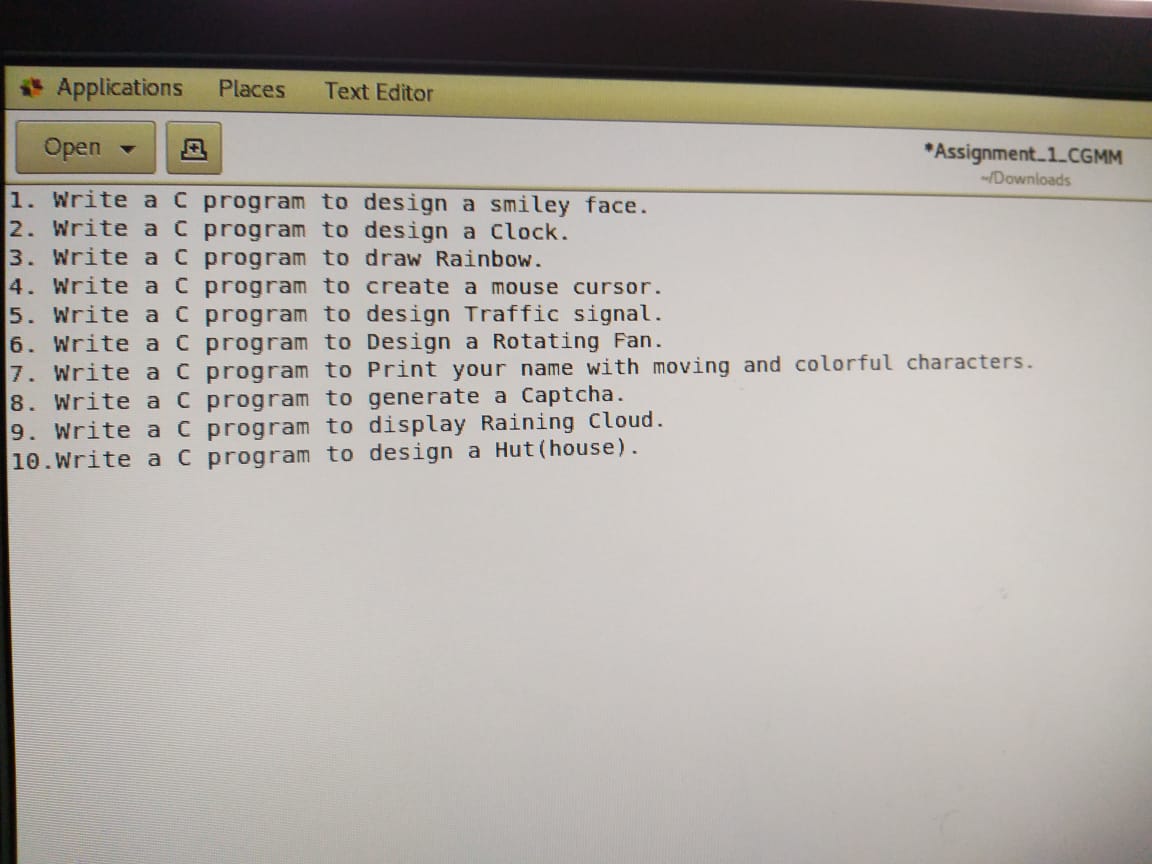 Applications Places Text Editor
Open
*Assignment_1_CGMM
~/Downloads
1. Write a C program to design a smiley face.
2. Write a C program to design a Clock.
3. Write a C program to draw Rainbow.
4. Write a C program to create a mouse cursor.
5. Write a C program to design Traffic signal.
6. Write a C program to Design a Rotating Fan.
7. Write a C program to Print your name with moving and colorful characters.
8. Write a C program to generate a Captcha.
9. Write a C program to display Raining Cloud.
10.Write a C program to design a Hut(house).